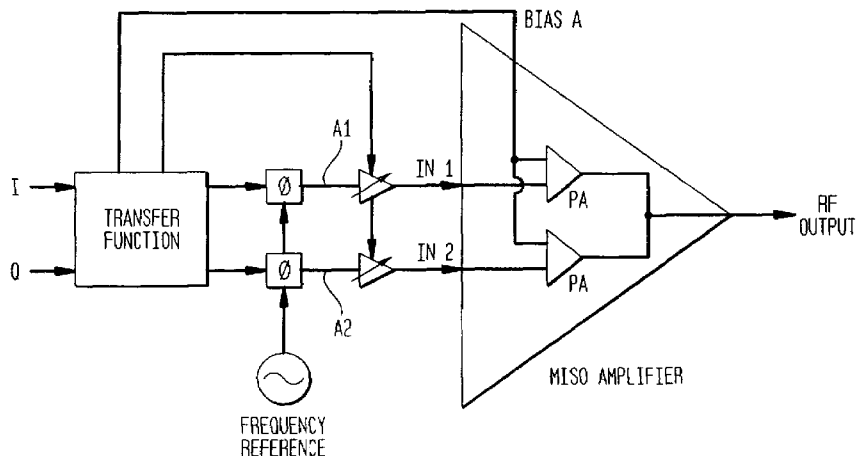 BIAS A
A1
IN 1
I
TRANSFER
FUNCTION
Ø
PA
RF
OUTPUT
Q
Ø
IN 2
PA
A2
MISO AMPLIFIER
FREQUENCY
REFERENCE